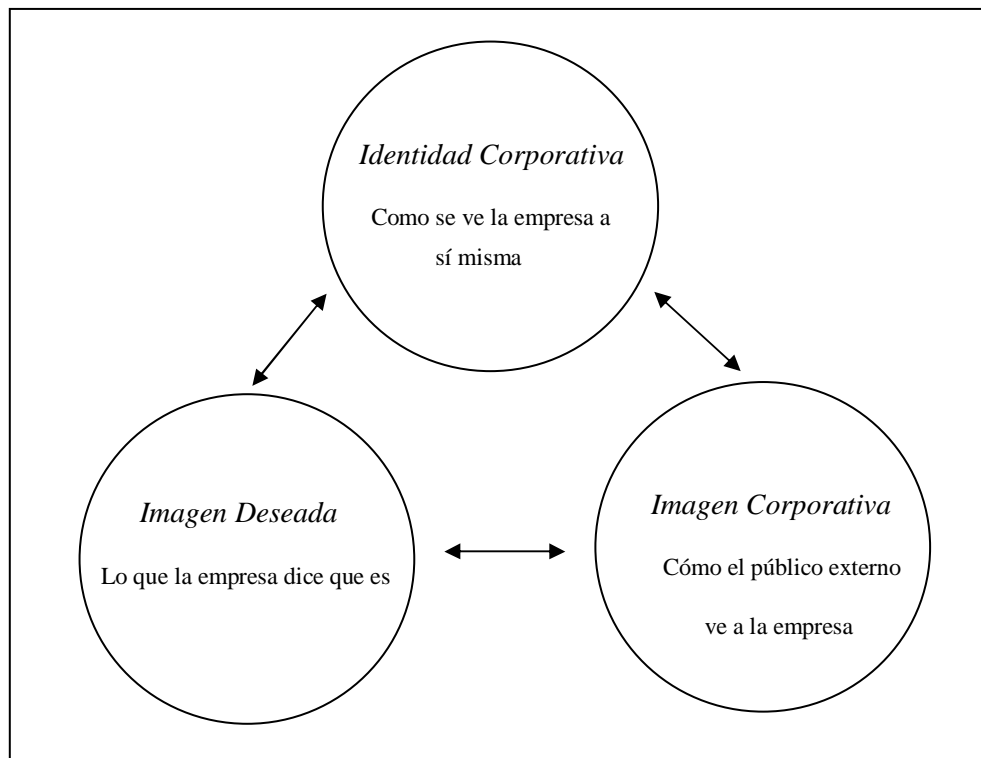 Identidad Corporativa
Como se ve la empresa a
sí misma
Imagen Deseada
Lo que la empresa dice que es
Imagen Corporativa
Cómo el público externo
ve a la empresa